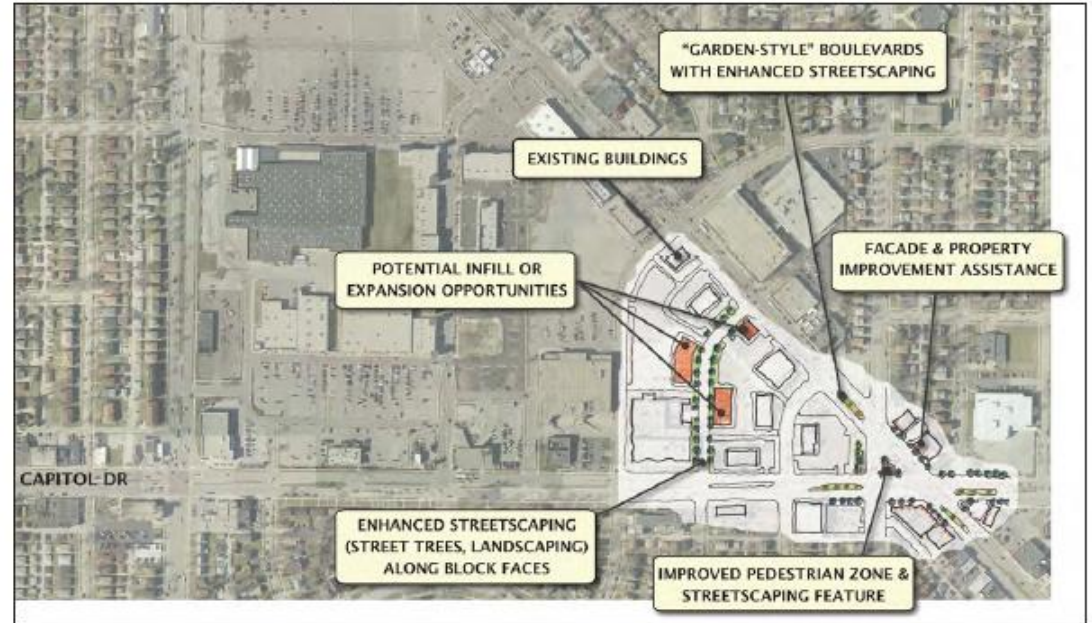 "GARDEN-STYLE" BOULEVARDS
WITH ENHANCED STREETSCAPING
EXISTING BUILDINGS
FACADE & PROPERTY
IMPROVEMENT ASSISTANCE
POTENTIAL INFILL OR
EXPANSION OPPORTUNITIES
CAPITOL DR
ENHANCED STREETSCAPING
(STREET TREES, LANDSCAPING)
ALONG BLOCK FACES
IMPROVED PEDESTRIAN ZONE &
STREETSCAPING FEATURE